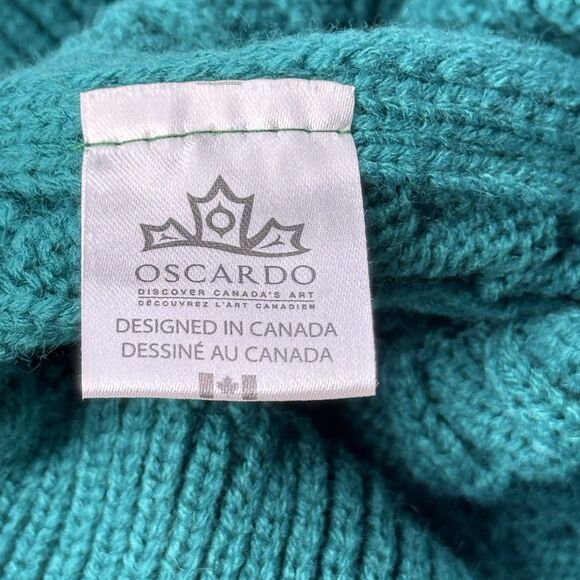 OSCARDO
DISCOVER CANADA'S ART
DÉCOUVREZ L'ART CANADIEN
DESIGNED IN CANADA
DESSINÉ AU CANADA